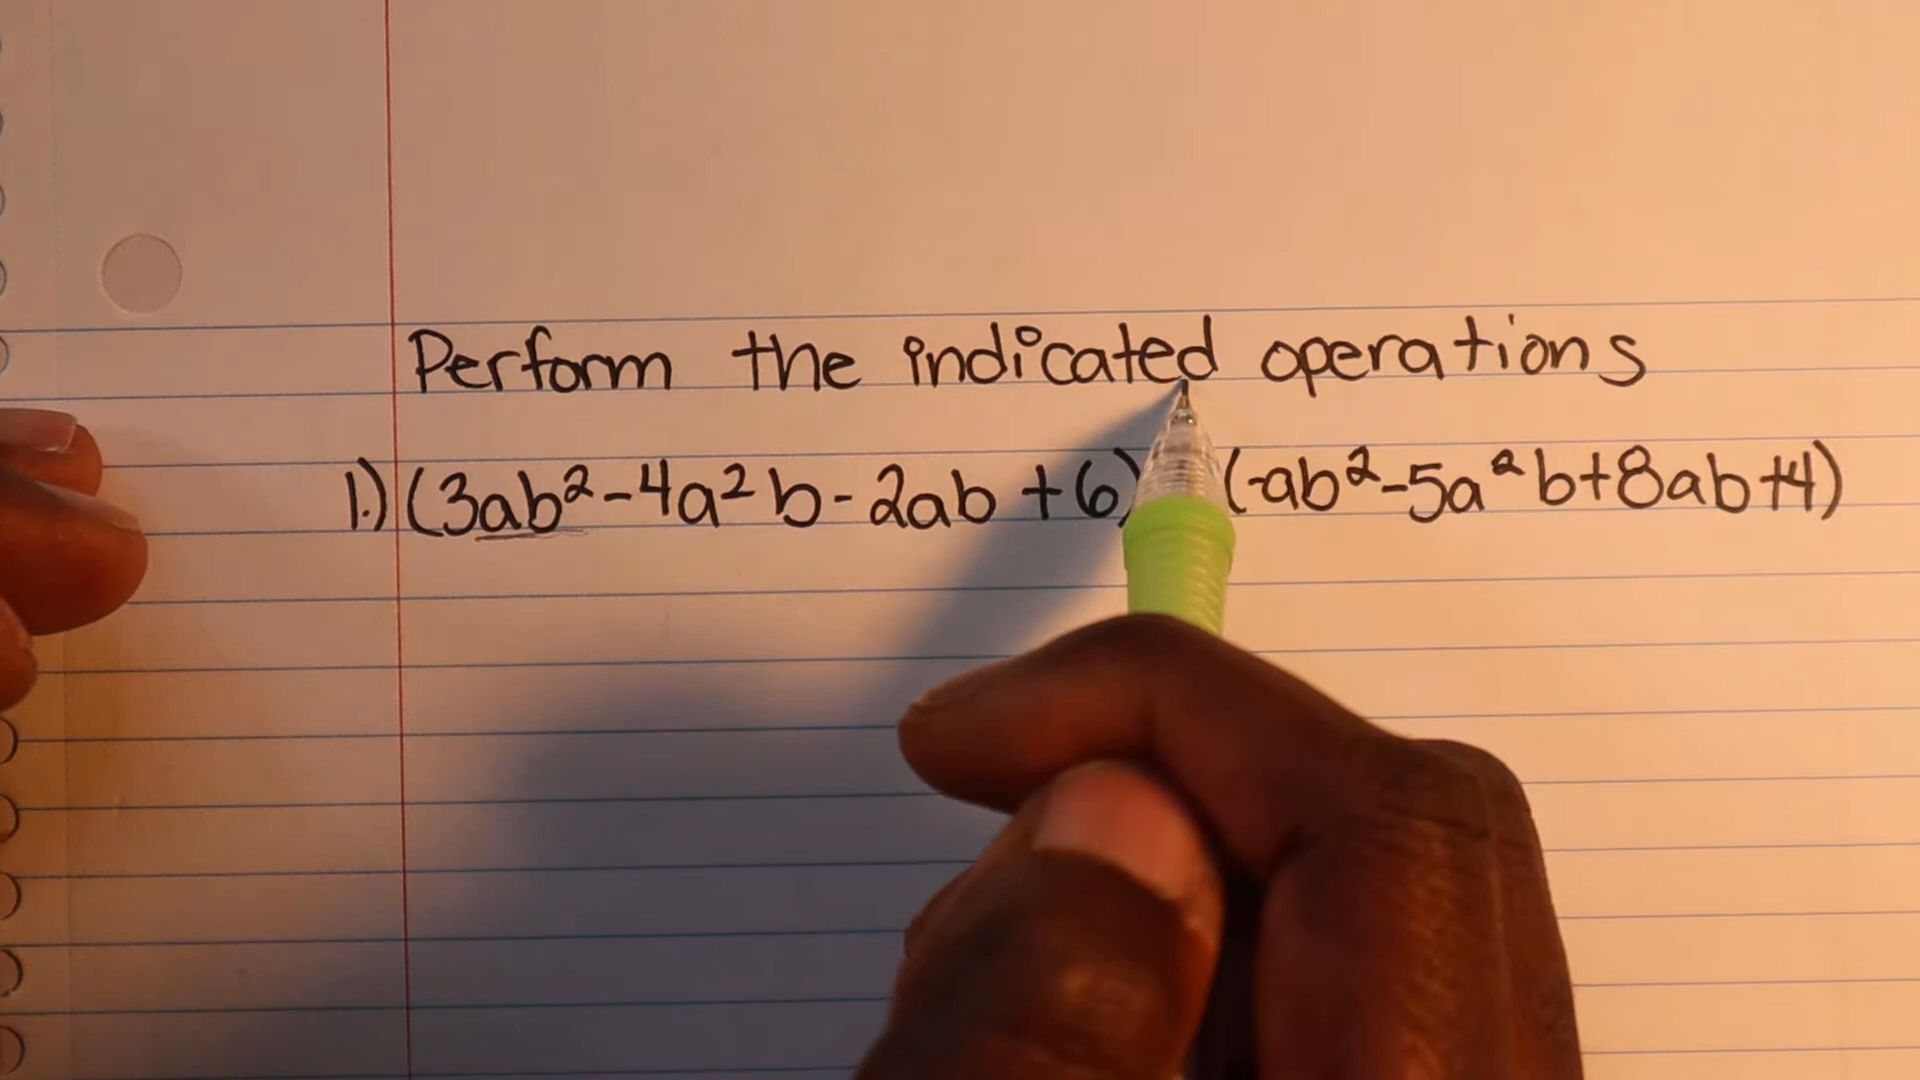 Perform the indicated operations
1.) (3ab²-4a²b-2ab+6) (-ab²-5a²b+8ab+4)